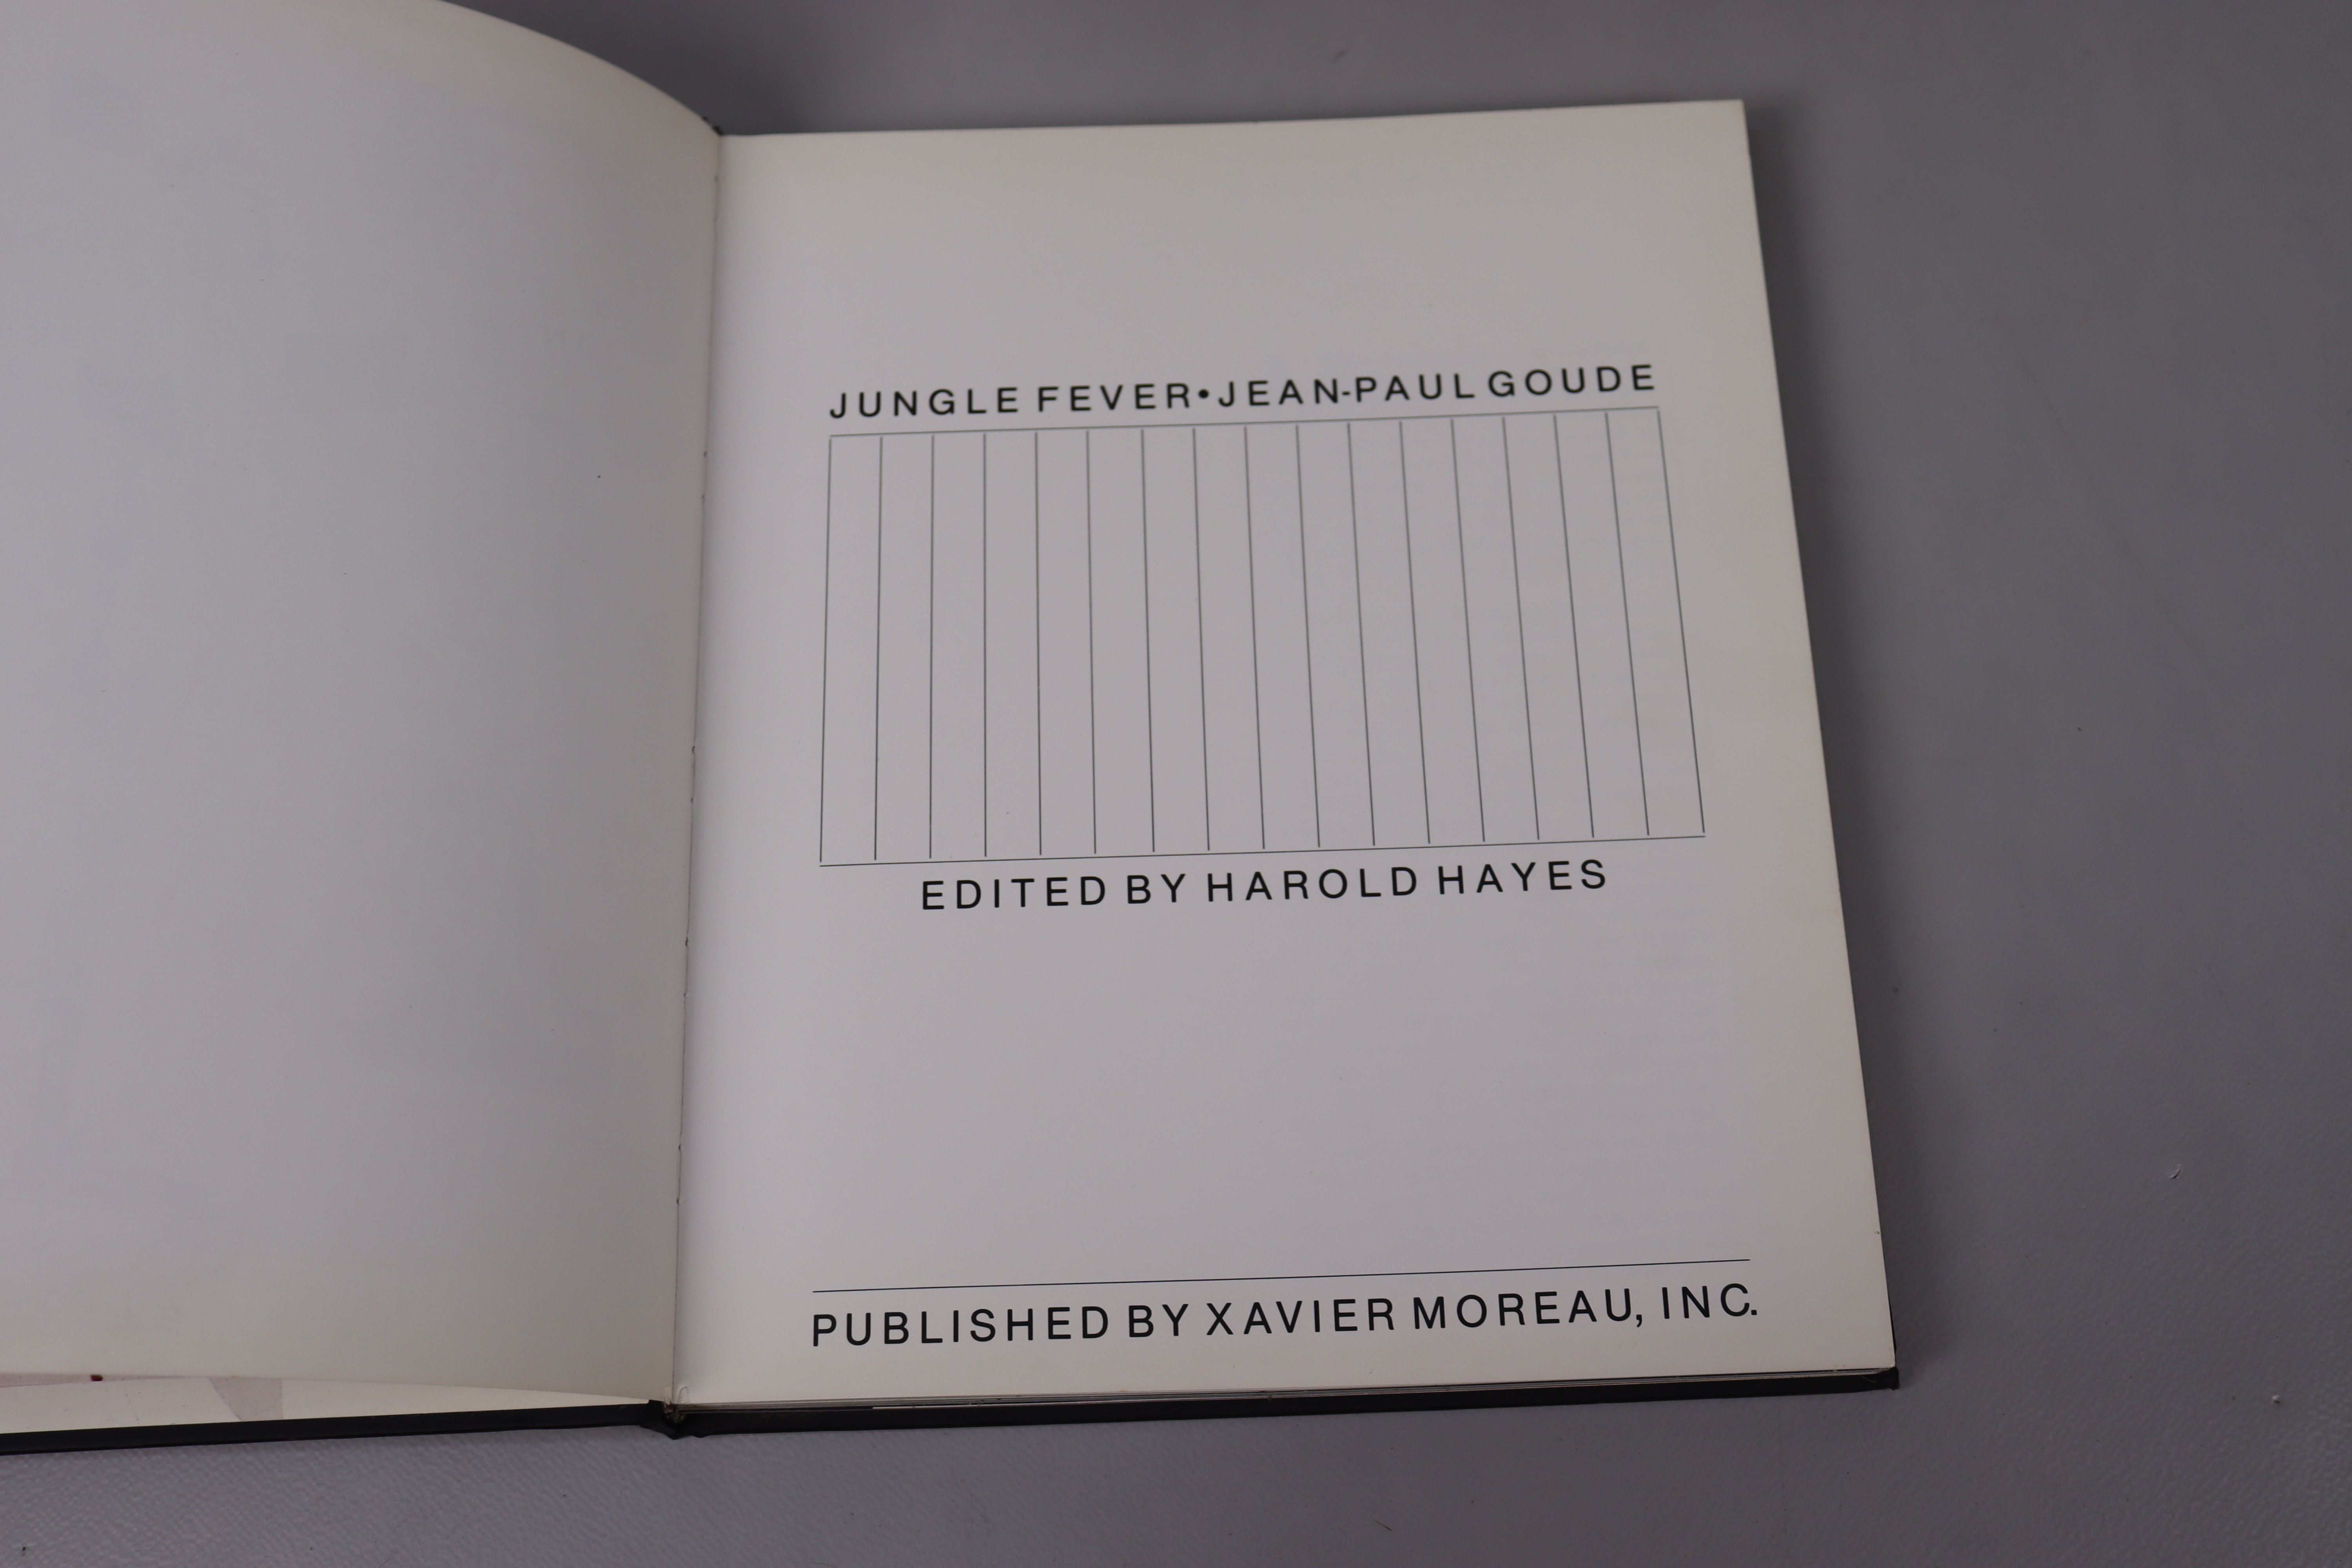 JUNGLE FEVER•JEAN-PAUL GOUDE
EDITED BY HAROLD HAYES
PUBLISHED BY XAVIER MOREAU, INC.